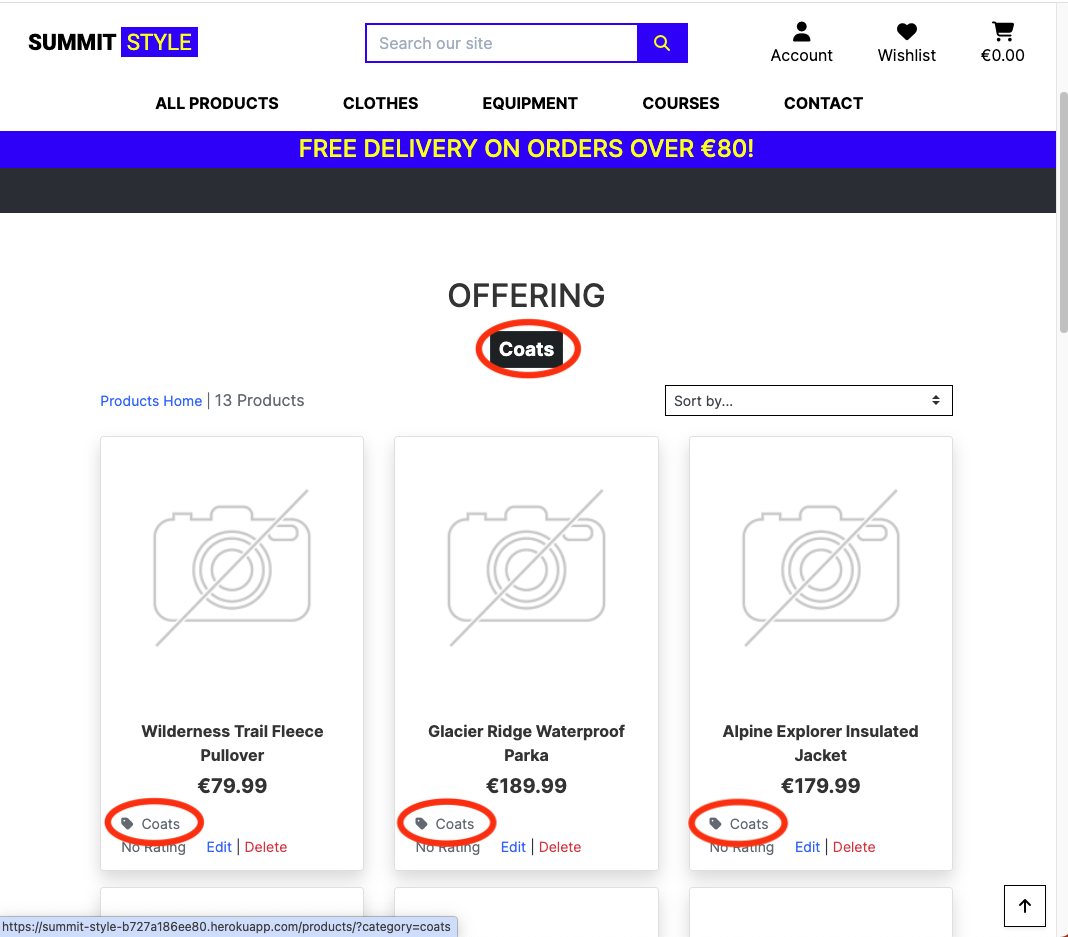 SUMMIT STYLE
Search our site
Account
Wishlist
€0.00
ALL PRODUCTS
CLOTHES
EQUIPMENT
COURSES
CONTACT
FREE DELIVERY ON ORDERS OVER €80!
OFFERING
Coats
Products Home | 13 Products
Sort by...
Wilderness Trail Fleece
Pullover
€79.99
Coats
No Rating
Edit | Delete
Glacier Ridge Waterproof
Parka
€189.99
Coats
No Rating
Edit | Delete
Alpine Explorer Insulated
Jacket
€179.99
Coats
No Rating
Edit | Delete
https://summit-style-b727a186ee80.herokuapp.com/products/?category=coats